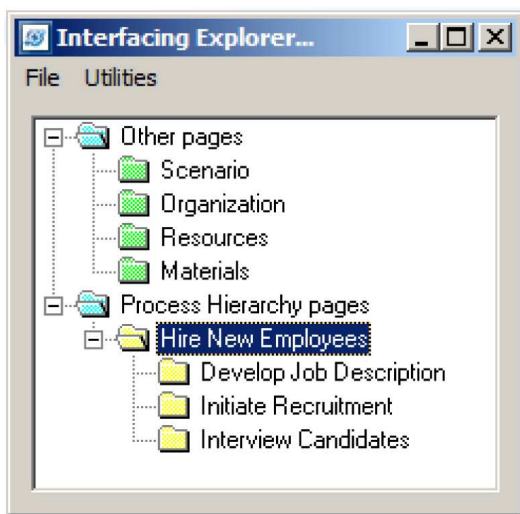 Interfacing Explorer...
File Utilities
Other pages
Scenario
Organization
Resources
Materials
Process Hierarchy pages
Hire New Employees
Develop Job Description
Initiate Recruitment
Interview Candidates